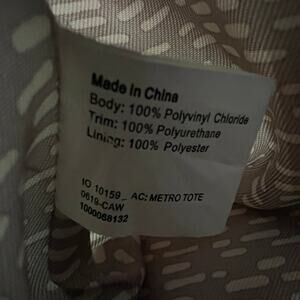 Made in China
Body: 100% Polyvinyl Chloride
Trim: 100% Polyurethane
Lining: 100% Polyester
IO 10159_ AC: METRO TOTE
0619-CAW
1000068132